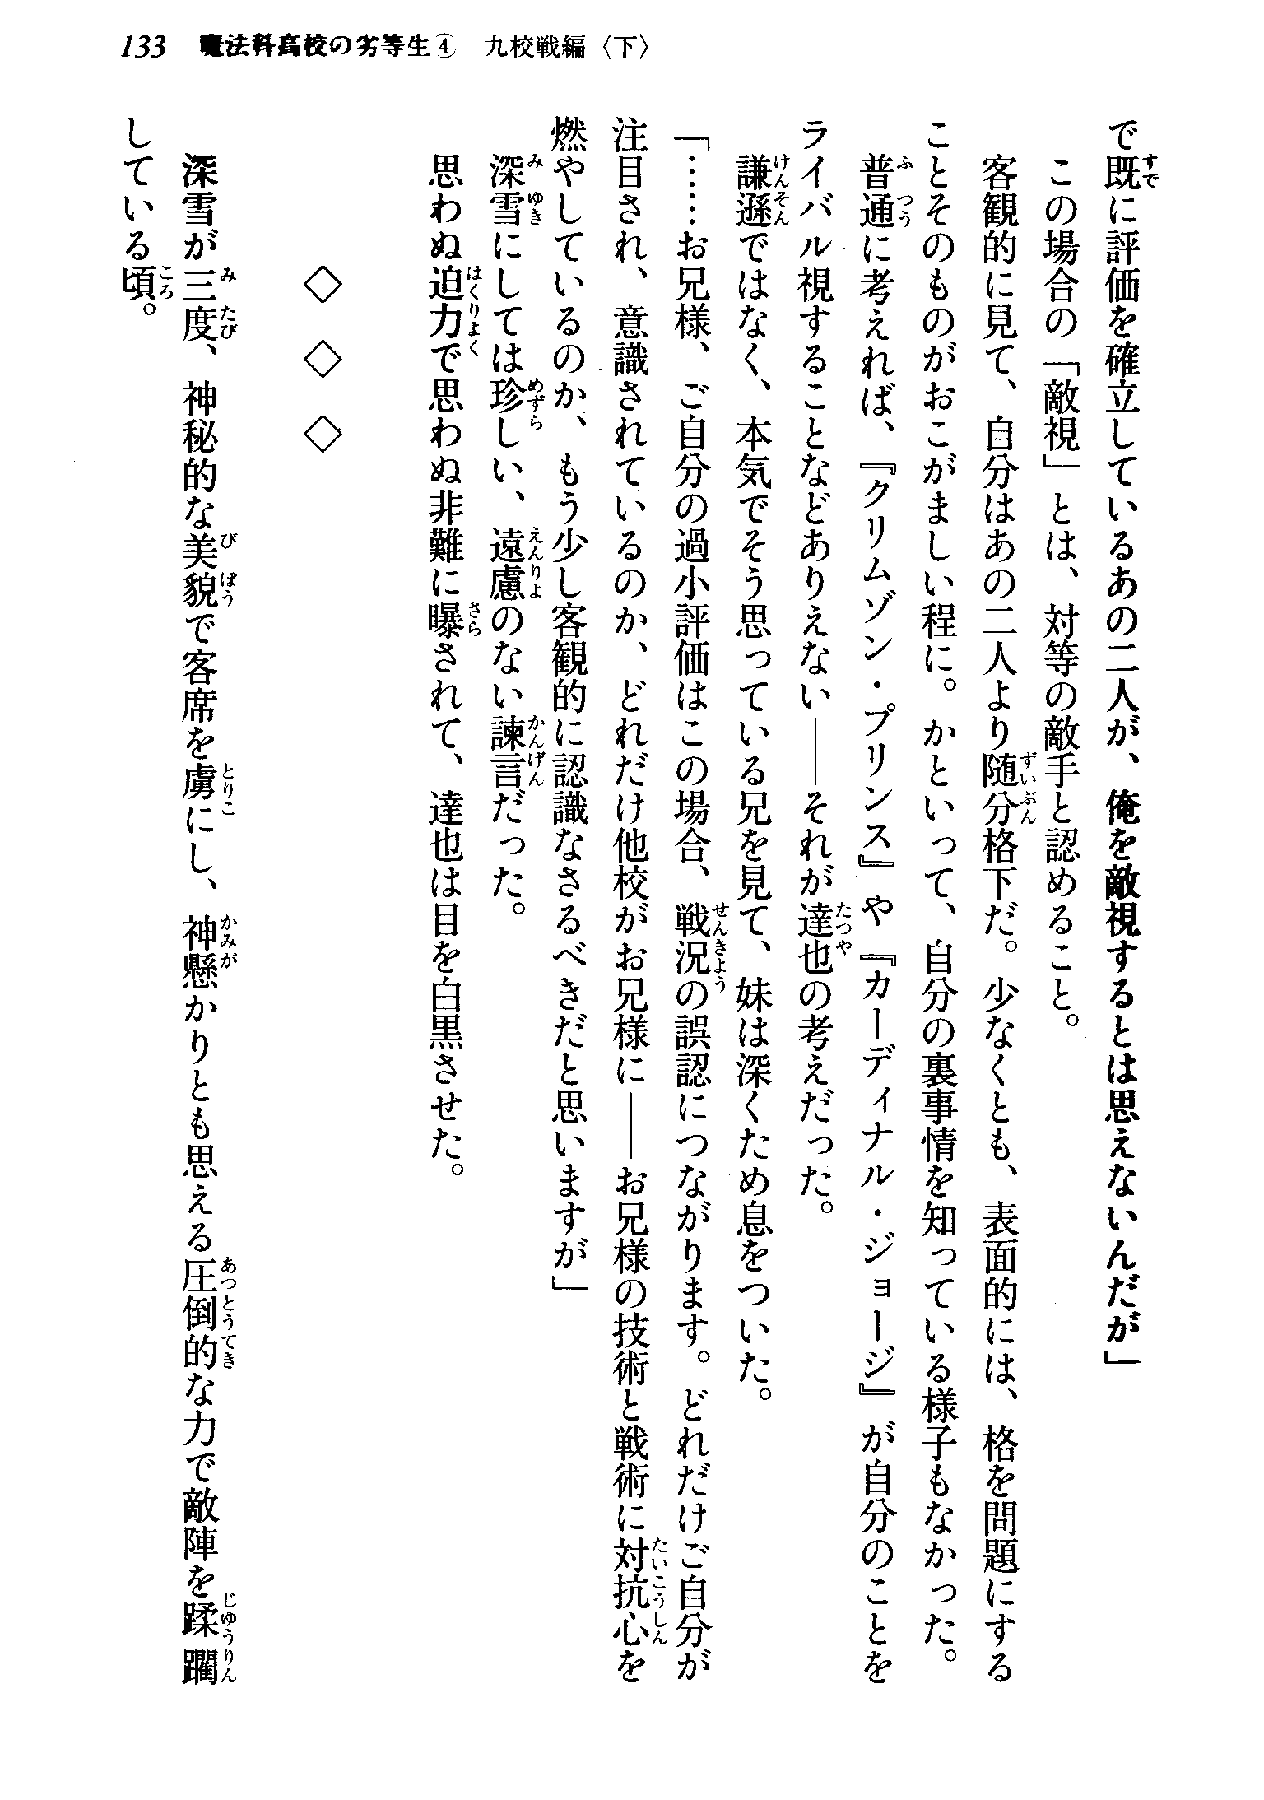 133 魔法科高校の劣等生④ 九校戦編〈下〉
で既に評価を確立しているあの二人が、俺を敵視するとは思えないんだが」
この場合の「敵視」とは、対等の敵手と認めること。
客観的に見て、自分はあの二人より随分格下だ。少なくとも、表面的には、格を問題にする
ことそのものがおこがましい程に。かといって、自分の裏事情を知っている様子もなかった。
普通に考えれば、『クリムゾン・プリンス』や『カーディナル・ジョージ』が自分のことを
ライバル視することなどありえない――それが達也の考えだった。
謙遜ではなく、本気でそう思っている兄を見て、妹は深くため息をついた。
「……お兄様、ご自分の過小評価はこの場合、戦況の誤認につながります。どれだけご自分が
注目され、意識されているのか、どれだけ他校がお兄様に――お兄様の技術と戦術に対抗心を
燃やしているのか、もう少し客観的に認識なさるべきだと思いますが」
深雪にしては珍しい、遠慮のない諫言だった。
思わぬ迫力で思わぬ非難に曝されて、達也は目を白黒させた。
◇ ◇ ◇
深雪が三度、神秘的な美貌で客席を虜にし、神懸かりとも思える圧倒的な力で敵陣を蹂躙
している頃。